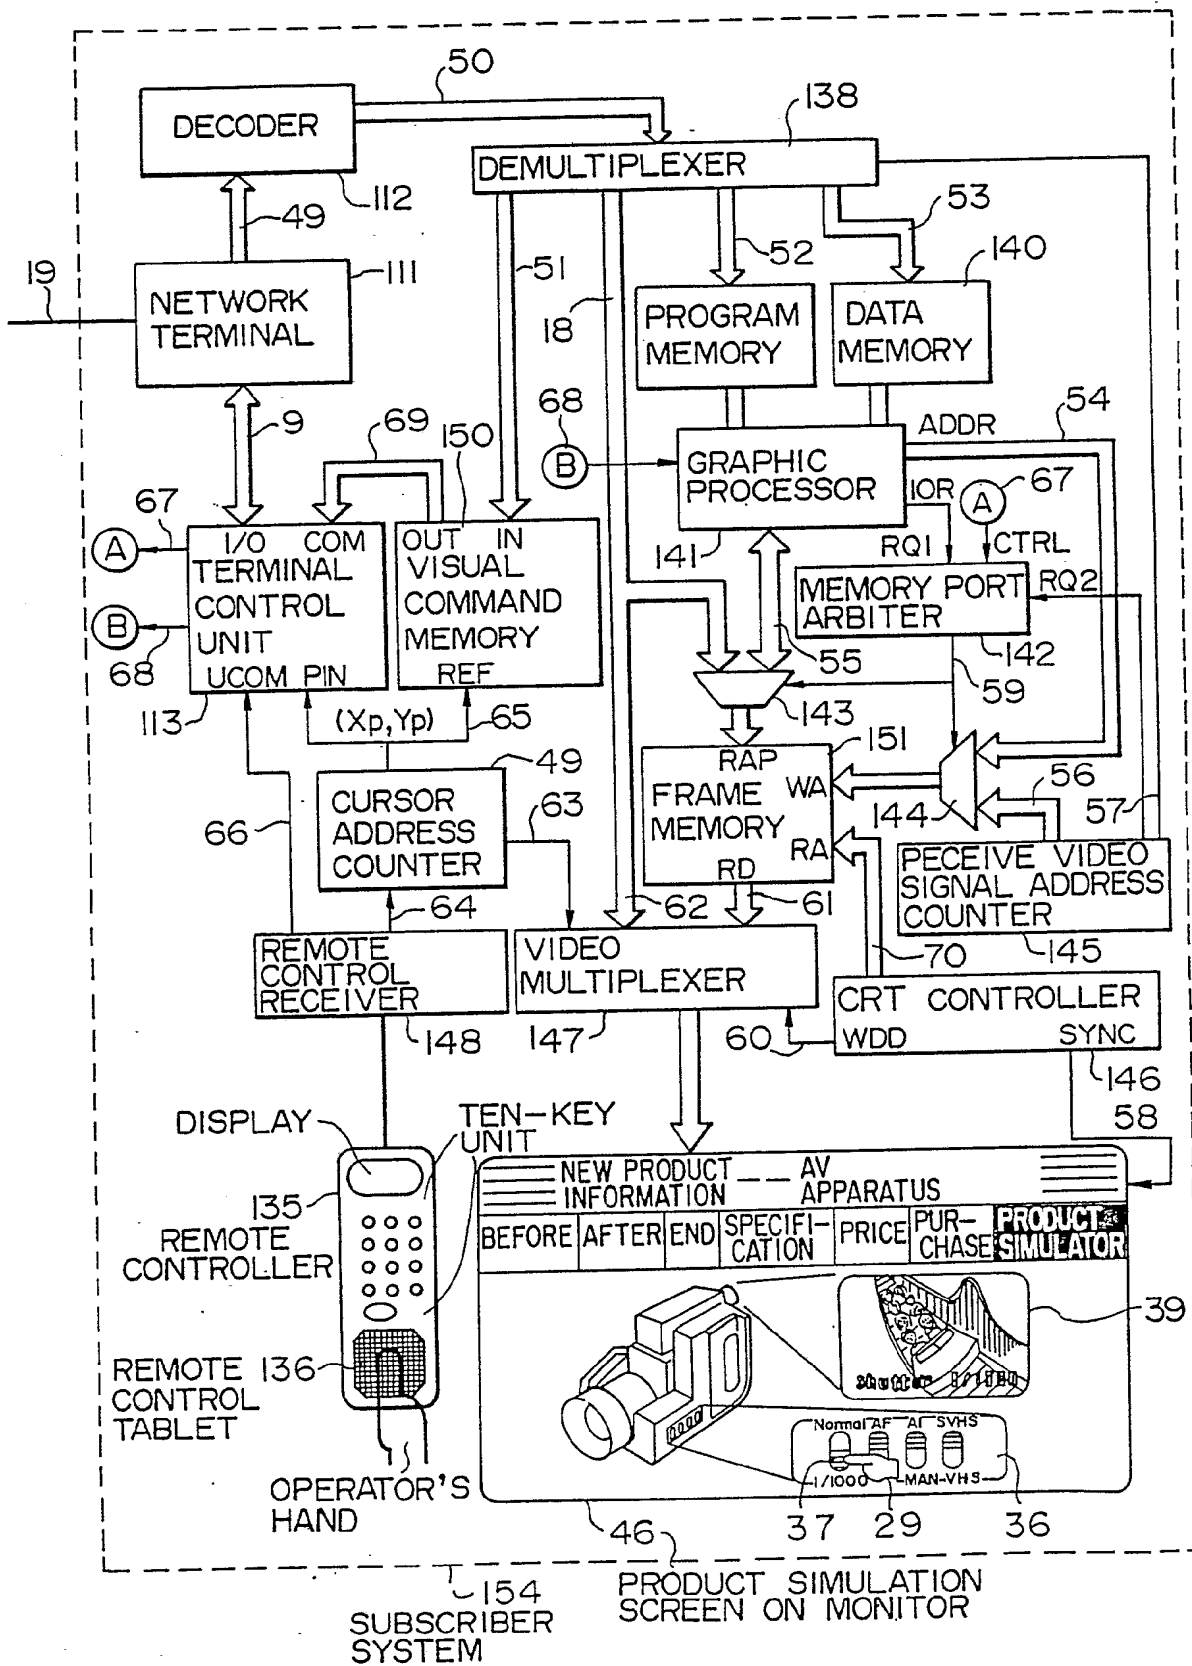 50
138
DECODER
DEMULTIPLEXER
112
49
53
19
111
51
52
140
NETWORK
TERMINAL
18
PROGRAM
MEMORY
DATA
MEMORY
9
69
150
68
B
ADDR
54
GRAPHIC
PROCESSOR
IOR
67
A
67
A
I/O COM
TERMINAL
CONTROL
UNIT
UCOM PIN
OUT IN
VISUAL
COMMAND
MEMORY
REF
141
RQ1
CTRL
MEMORY PORT
ARBITER
RQ2
B
68
55
142
59
113
(Xp,Yp)
65
143
49
151
RAP
FRAME
MEMORY
WA
RA
RD
144
56
57
CURSOR
ADDRESS
COUNTER
63
66
64
62
61
PECEIVE VIDEO
SIGNAL ADDRESS
COUNTER
REMOTE
CONTROL
RECEIVER
VIDEO
MULTIPLEXER
70
145
CRT CONTROLLER
WDD SYNC
148
147
60
146
58
DISPLAY
TEN-KEY
UNIT
135
NEW PRODUCT
INFORMATION
AV
APPARATUS
REMOTE
CONTROLLER
BEFORE
AFTER
END
SPECIFI-
CATION
PRICE
PUR-
CHASE
PRODUCT
SIMULATOR
39
shutter
REMOTE
CONTROL
TABLET
136
Normal AF AI SVHS
1/1000 MAN-VHS
OPERATOR'S
HAND
46
37
29
36
154
SUBSCRIBER
SYSTEM
PRODUCT SIMULATION
SCREEN ON MONITOR